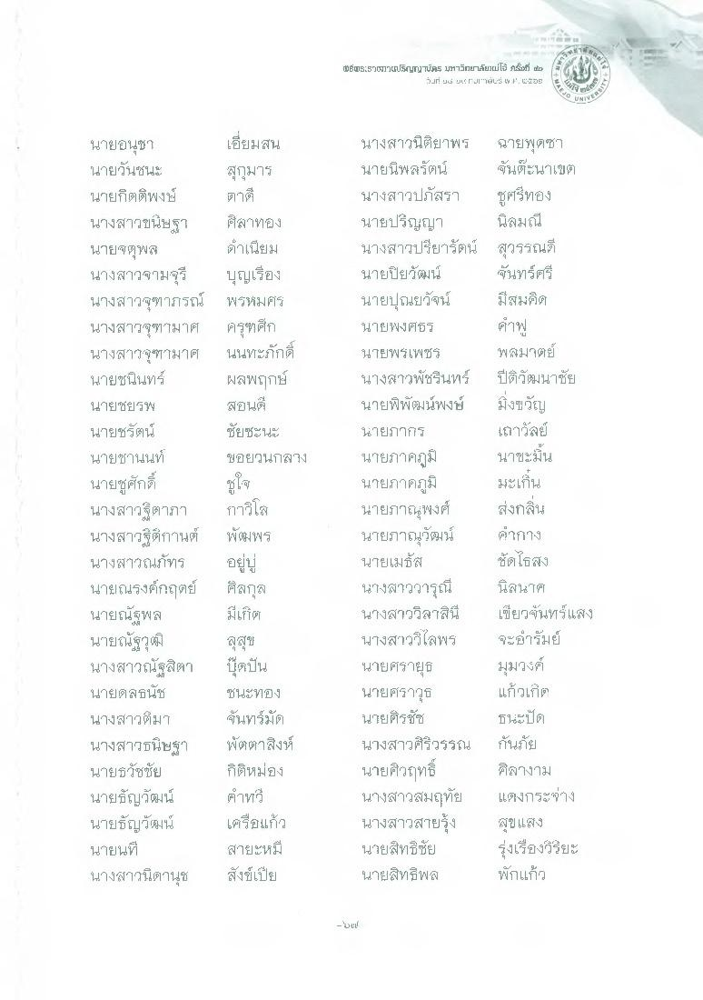 พิธีพระราชทานปริญญาบัตร มหาวิทยาลัยแม่โจ้ ครั้งที่ ๔๐
มหาวิทยาลัยแม่โจ้
MAEJO UNIVERSITY
นายอนุชา เอี่ยมสน
นายวันชนะ สุกุมาร
นายกิตติพงษ์ ตาดี
นางสาวขนิษฐา ศิลาทอง
นายจตุพล ดำเนียม
นางสาวจามจุรี บุญเรือง
นางสาวจุฑาภรณ์ พรหมศร
นางสาวจุฑามาศ ครุฑศึก
นางสาวจุฑามาศ นนทะภักดิ์
นายชนินทร์ ผลพฤกษ์
นายชยรพ สอนดี
นายชรัตน์ ชัยชะนะ
นายชานนท์ ขอยวนกลาง
นายชูศักดิ์ ชูใจ
นางสาวฐิตาภา กาวิโล
นางสาวฐิติกานต์ พัฒพร
นางสาวณภัทร อยู่บู่
นายณรงค์กฤตย์ ศิลกุล
นายณัฐพล มีเกิด
นายณัฐวุฒิ ลุสุข
นางสาวณัฐสิตา บุ๊ดปัน
นายดลธนัช ชนะทอง
นางสาวติมา จันทร์มัด
นางสาวธนิษฐา พัตตาสิงห์
นายธวัชชัย กิติหม่อง
นายธัญวัฒน์ คำทวี
นายธัญวัฒน์ เครือแก้ว
นายนที สายะหมี
นางสาวนิดานุช สังข์เปีย
นางสาวนิติยาพร ฉายพุดซา
นายนิพลรัตน์ จันต๊ะนาเขต
นางสาวปภัสรา ชูศรีทอง
นายปริญญา นิลมณี
นางสาวปรียารัตน์ สุวรรณดี
นายปิยวัฒน์ จันทร์ศรี
นายปุณยวัจน์ มีสมคิด
นายพงศธร คำฟู
นายพรเพชร พลมาตย์
นางสาวพัชรินทร์ ปีติวัฒนาชัย
นายพิพัฒน์พงษ์ มิ่งขวัญ
นายภากร เถาวัลย์
นายภาคภูมิ นาขะมิ้น
นายภาคภูมิ มะเก๋น
นายภาณุพงศ์ ส่งกลิ่น
นายภาณุวัฒน์ คำกาง
นายเมธัส ชัดไธสง
นางสาววารุณี นิลนาค
นางสาววิลาสินี เขียวจันทร์แสง
นางสาววิไลพร จะอำรัมย์
นายศรายุธ มุมวงค์
นายศราวุธ แก้วเกิด
นายศิรชัช ธนะปัด
นางสาวศิริวรรณ กันภัย
นายศิวฤทธิ์ ศิลางาม
นางสาวสมฤทัย แดงกระจ่าง
นางสาวสายรุ้ง สุขแสง
นายสิทธิชัย รุ่งเรืองวิริยะ
นายสิทธิพล พักแก้ว
-๖๗